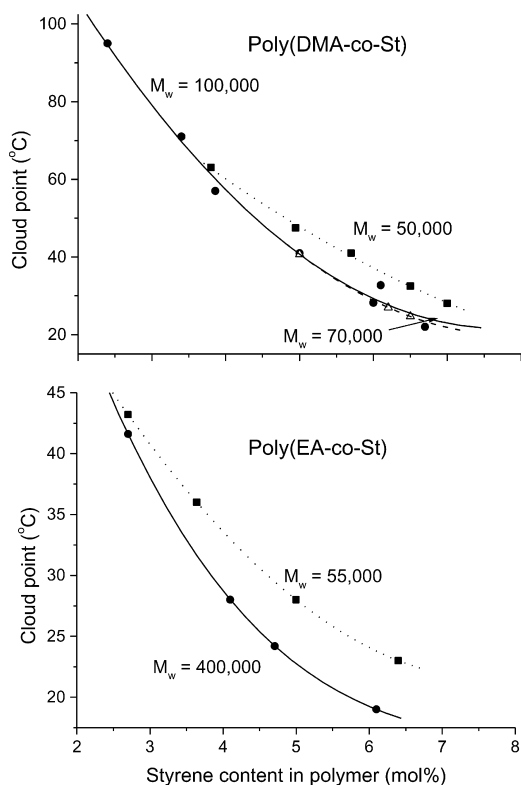 100
80
60
40
20
Cloud point (°C)
Poly(DMA-co-St)
Mw = 100,000
Mw = 50,000
Mw = 70,000
45
40
35
30
25
20
Cloud point (°C)
Poly(EA-co-St)
Mw = 55,000
Mw = 400,000
2 3 4 5 6 7 8
Styrene content in polymer (mol%)